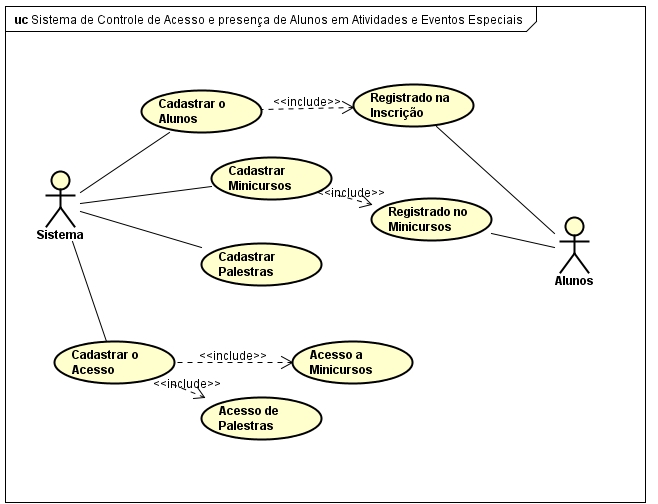 uc Sistema de Controle de Acesso e presença de Alunos em Atividades e Eventos Especiais
Cadastrar o
Alunos
<<include>>
Registrado na
Inscrição
Cadastrar
Minicursos
<<include>>
Registrado no
Minicursos
Sistema
Cadastrar
Palestras
Alunos
Cadastrar o
Acesso
<<include>>
Acesso a
Minicursos
<<include>>
Acesso de
Palestras